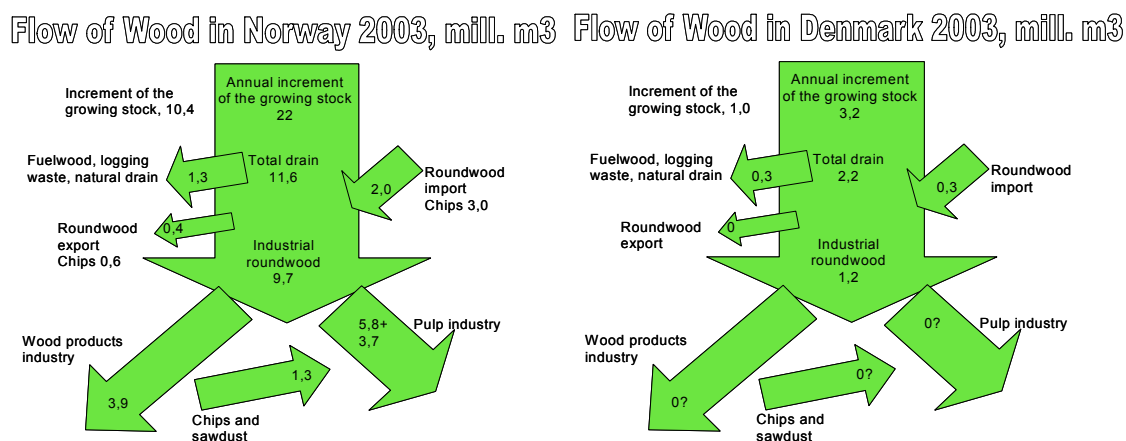 Flow of Wood in Norway 2003, mill. m3
Increment of the
growing stock, 10,4
Annual increment
of the growing stock
22
Fuelwood, logging
waste, natural drain
1,3
Total drain
11,6
2,0
Roundwood
import
Chips 3,0
Roundwood
export
Chips 0,6
0,4
Industrial
roundwood
9,7
Wood products
industry
3,9
5,8+
3,7
Pulp industry
1,3
Chips and
sawdust
Flow of Wood in Denmark 2003, mill. m3
Increment of the
growing stock, 1,0
Annual increment
of the growing stock
3,2
Fuelwood, logging
waste, natural drain
0,3
Total drain
2,2
0,3
Roundwood
import
Roundwood
export
0
Industrial
roundwood
1,2
Wood products
industry
0?
0?
Pulp industry
0?
Chips and
sawdust